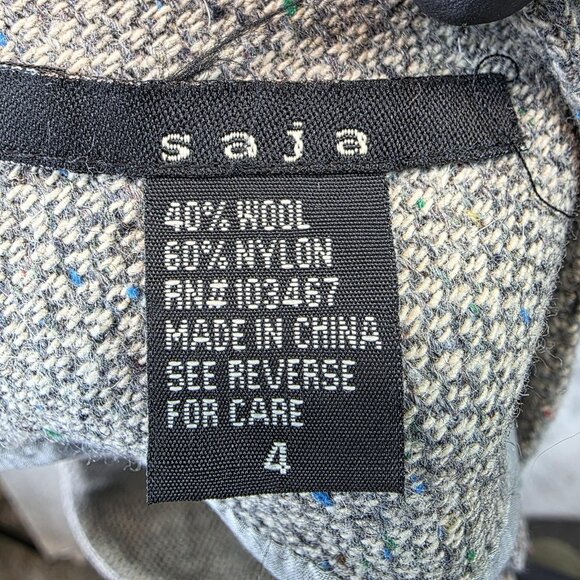 saja
40% WOOL
60% NYLON
RN# 103467
MADE IN CHINA
SEE REVERSE
FOR CARE
4